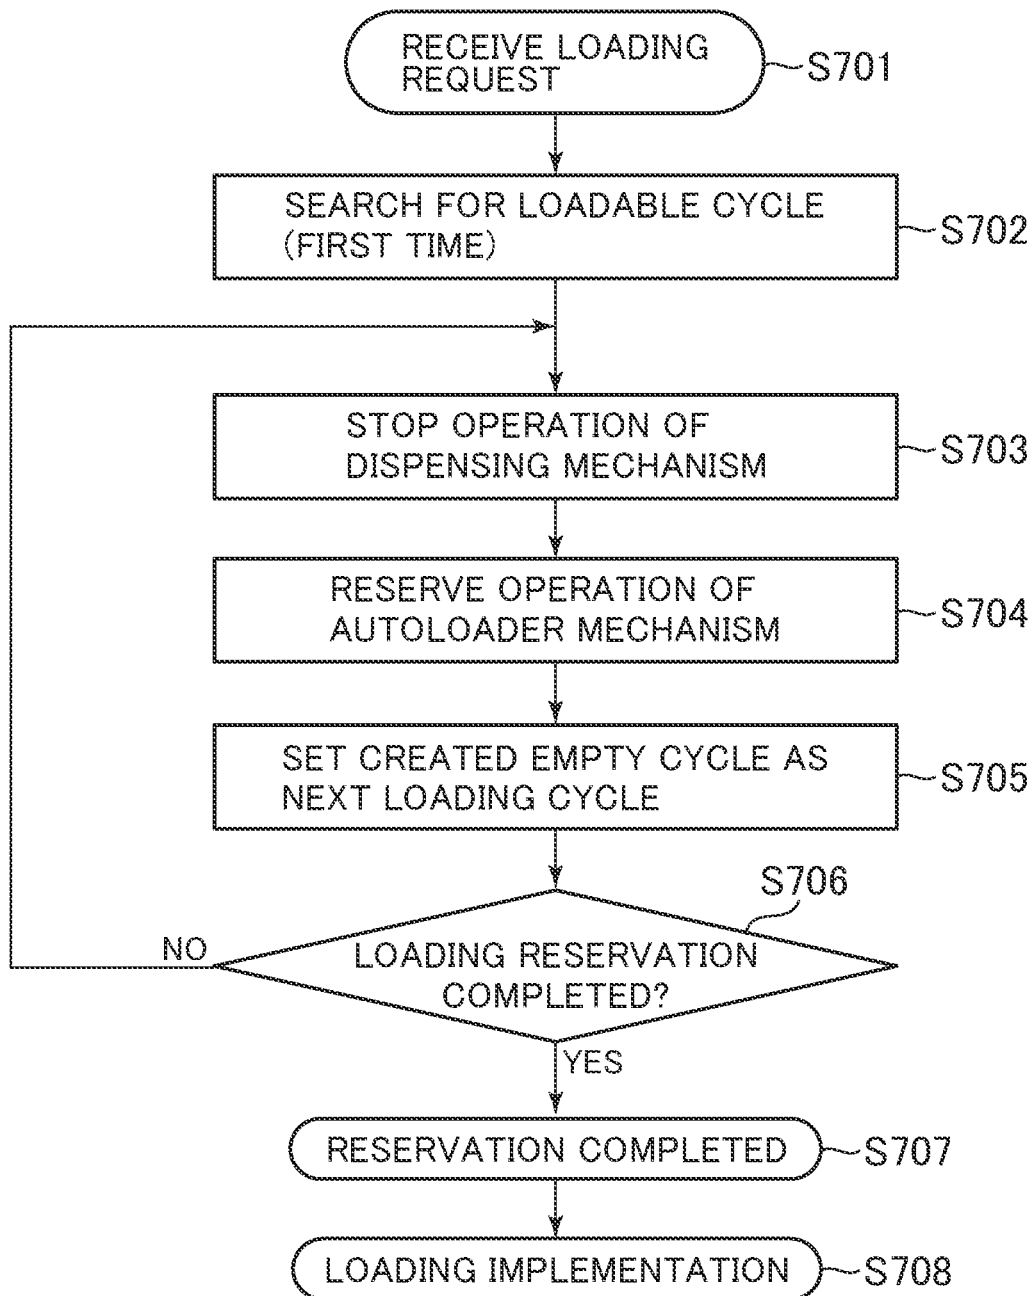 RECEIVE LOADING
REQUEST
S701
SEARCH FOR LOADABLE CYCLE
(FIRST TIME)
S702
STOP OPERATION OF
DISPENSING MECHANISM
S703
RESERVE OPERATION OF
AUTOLOADER MECHANISM
S704
SET CREATED EMPTY CYCLE AS
NEXT LOADING CYCLE
S705
S706
NO
LOADING RESERVATION
COMPLETED?
YES
RESERVATION COMPLETED
S707
LOADING IMPLEMENTATION
S708